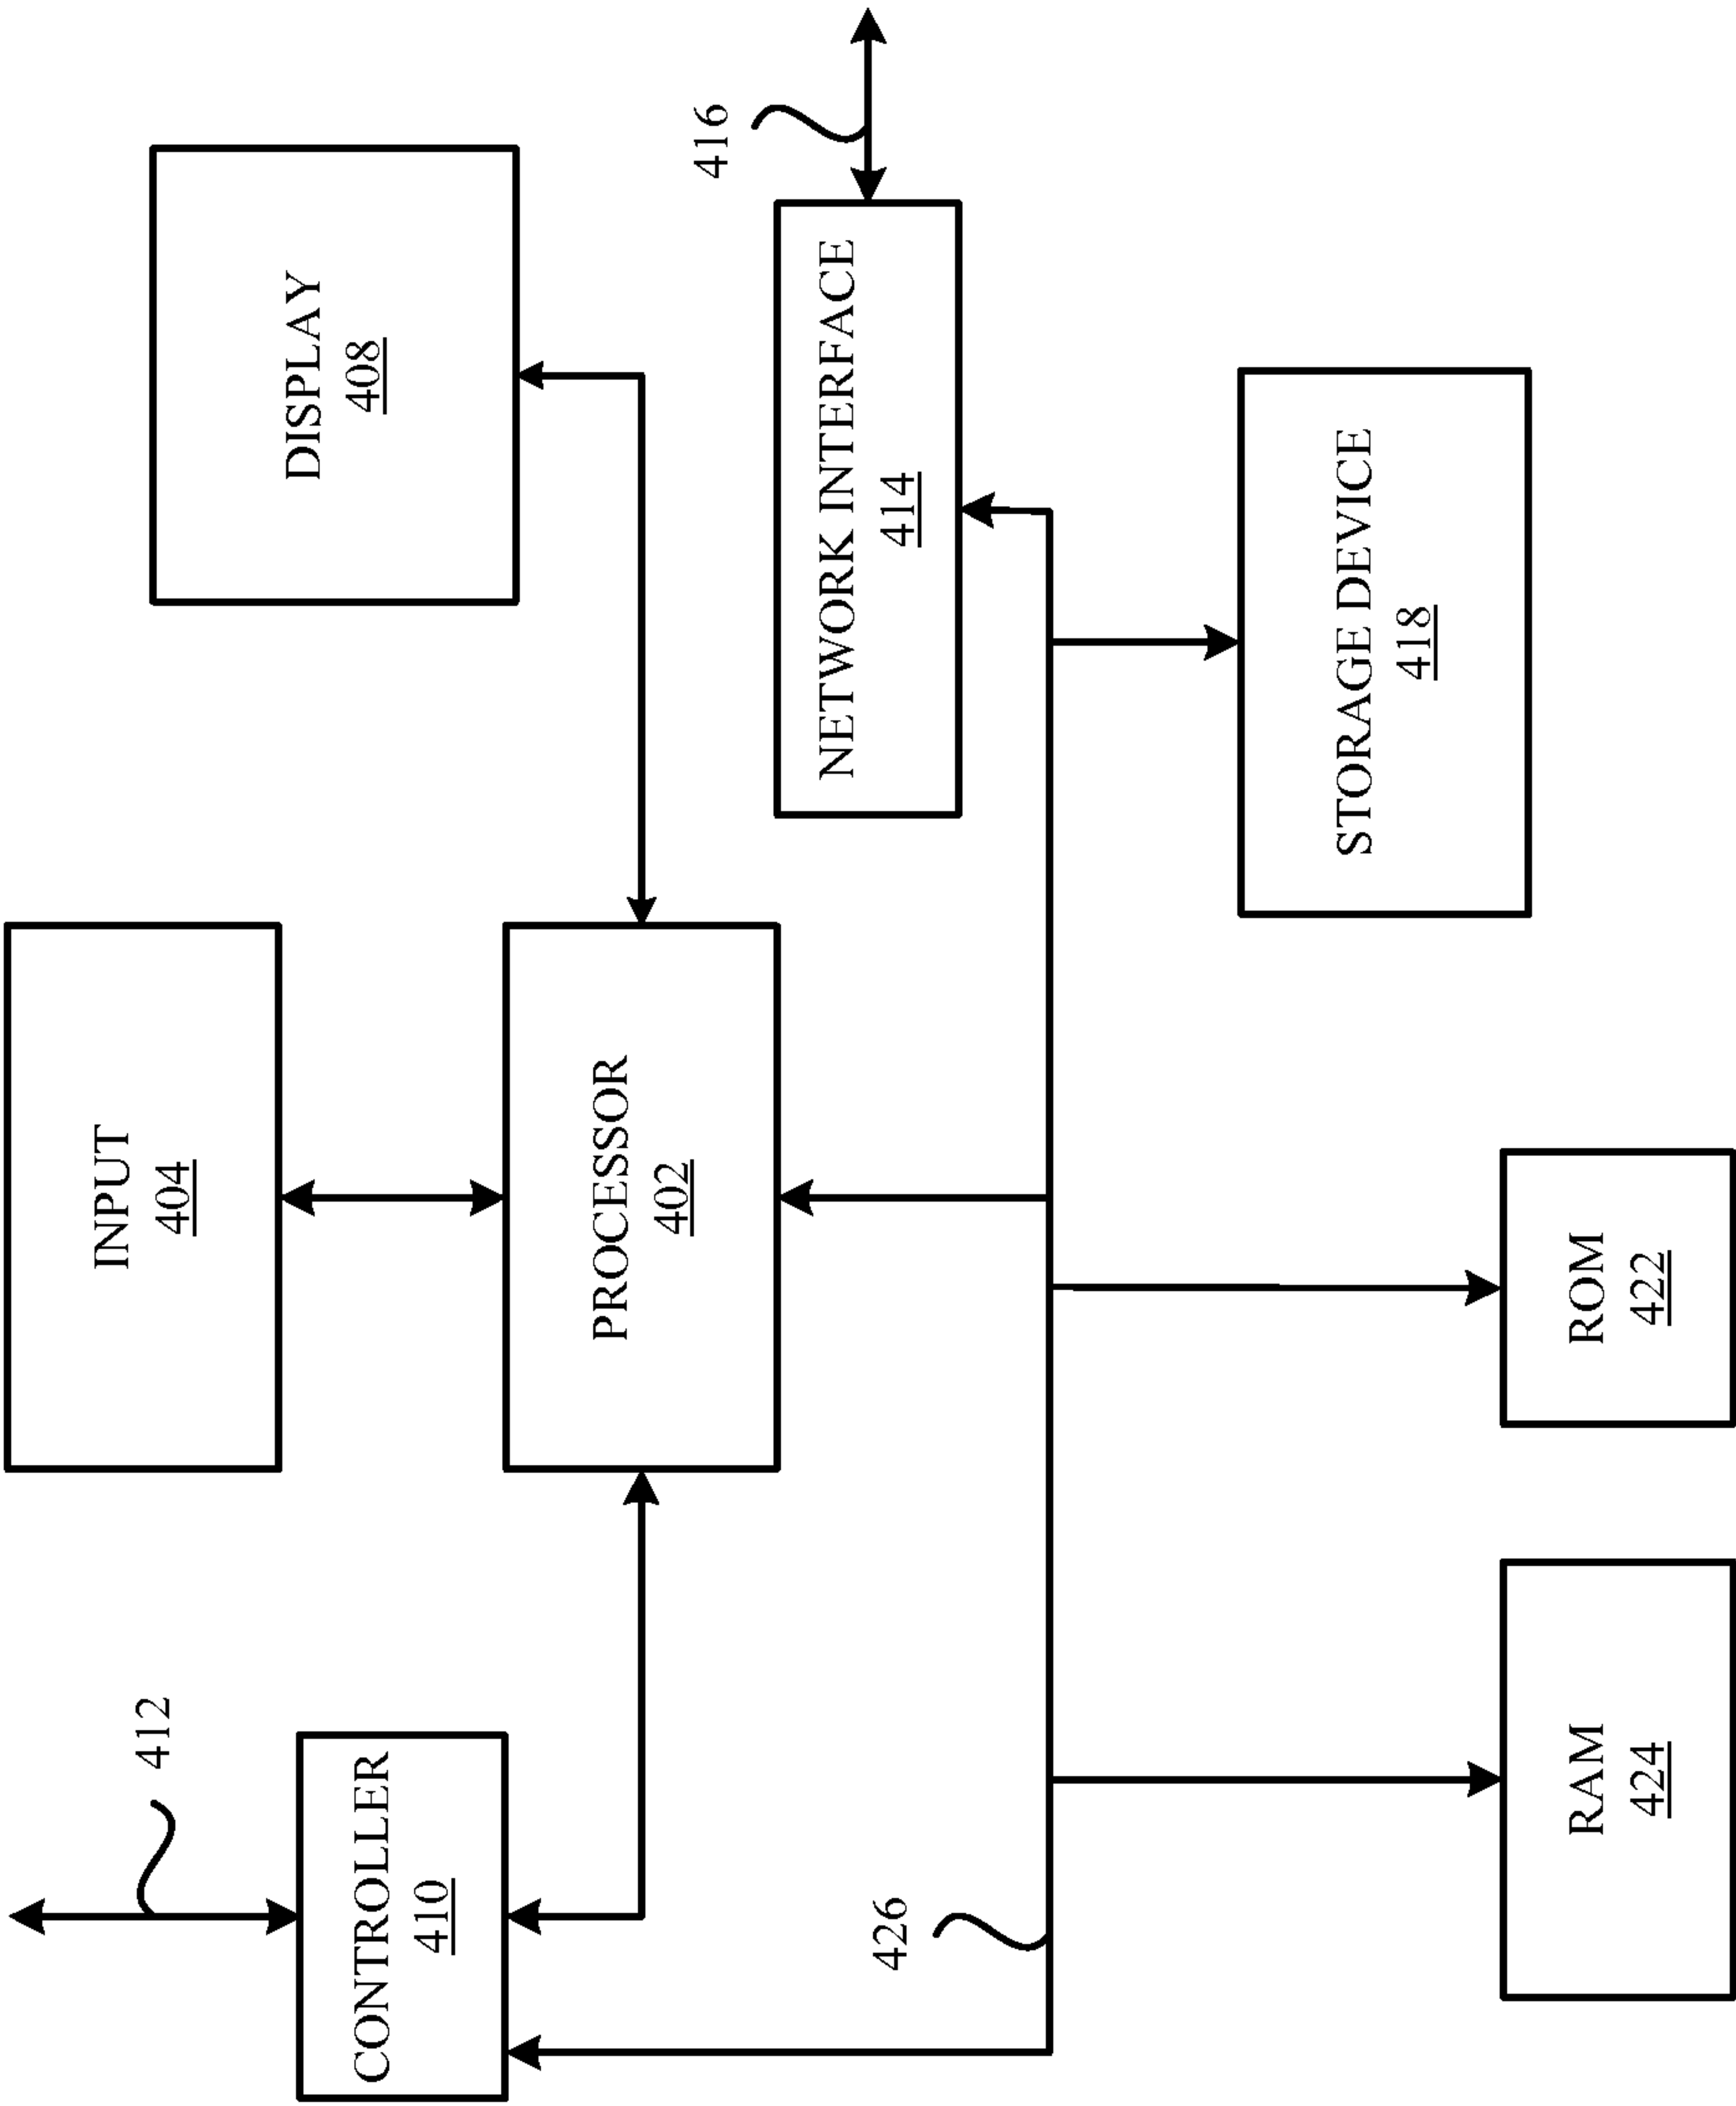 INPUT
404
412
DISPLAY
408
CONTROLLER
410
PROCESSOR
402
416
NETWORK INTERFACE
414
426
STORAGE DEVICE
418
RAM
424
ROM
422